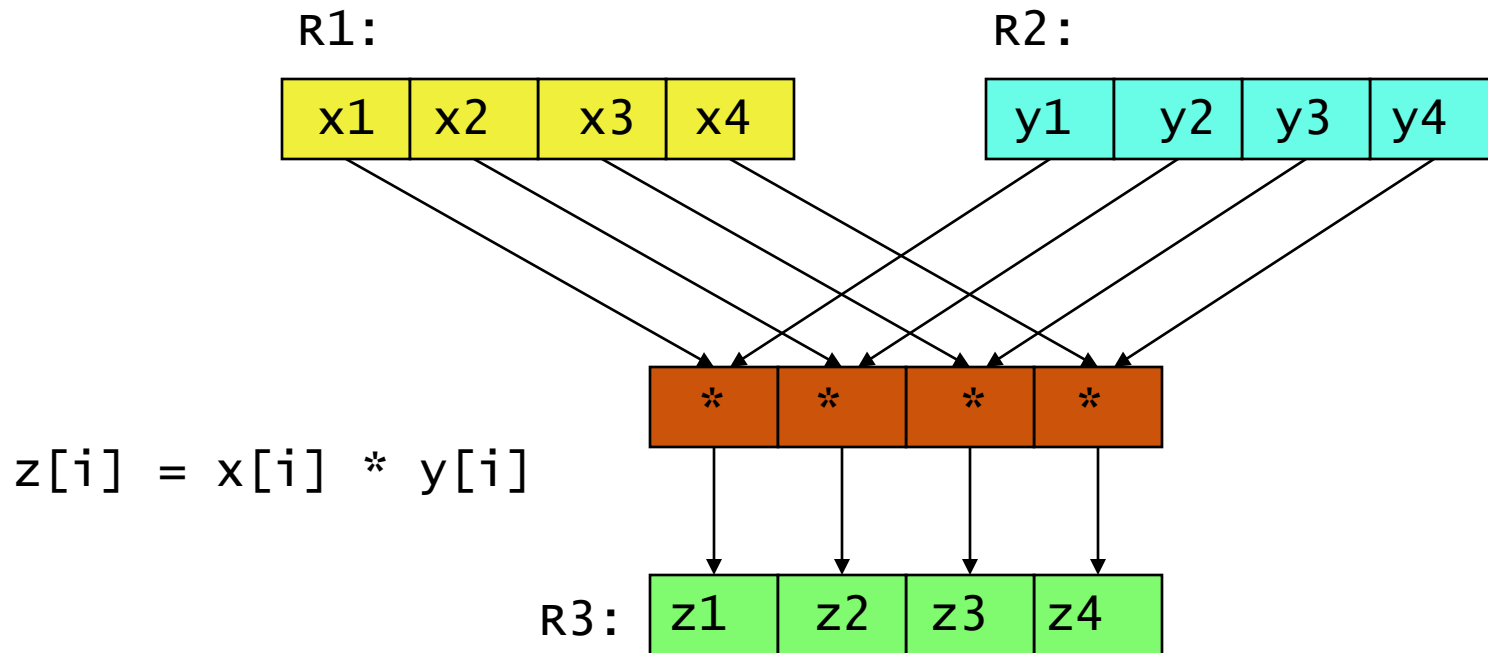 R1: R2:
x1 x2 x3 x4 y1 y2 y3 y4
* * * *
z[i] = x[i] * y[i]
R3: z1 z2 z3 z4